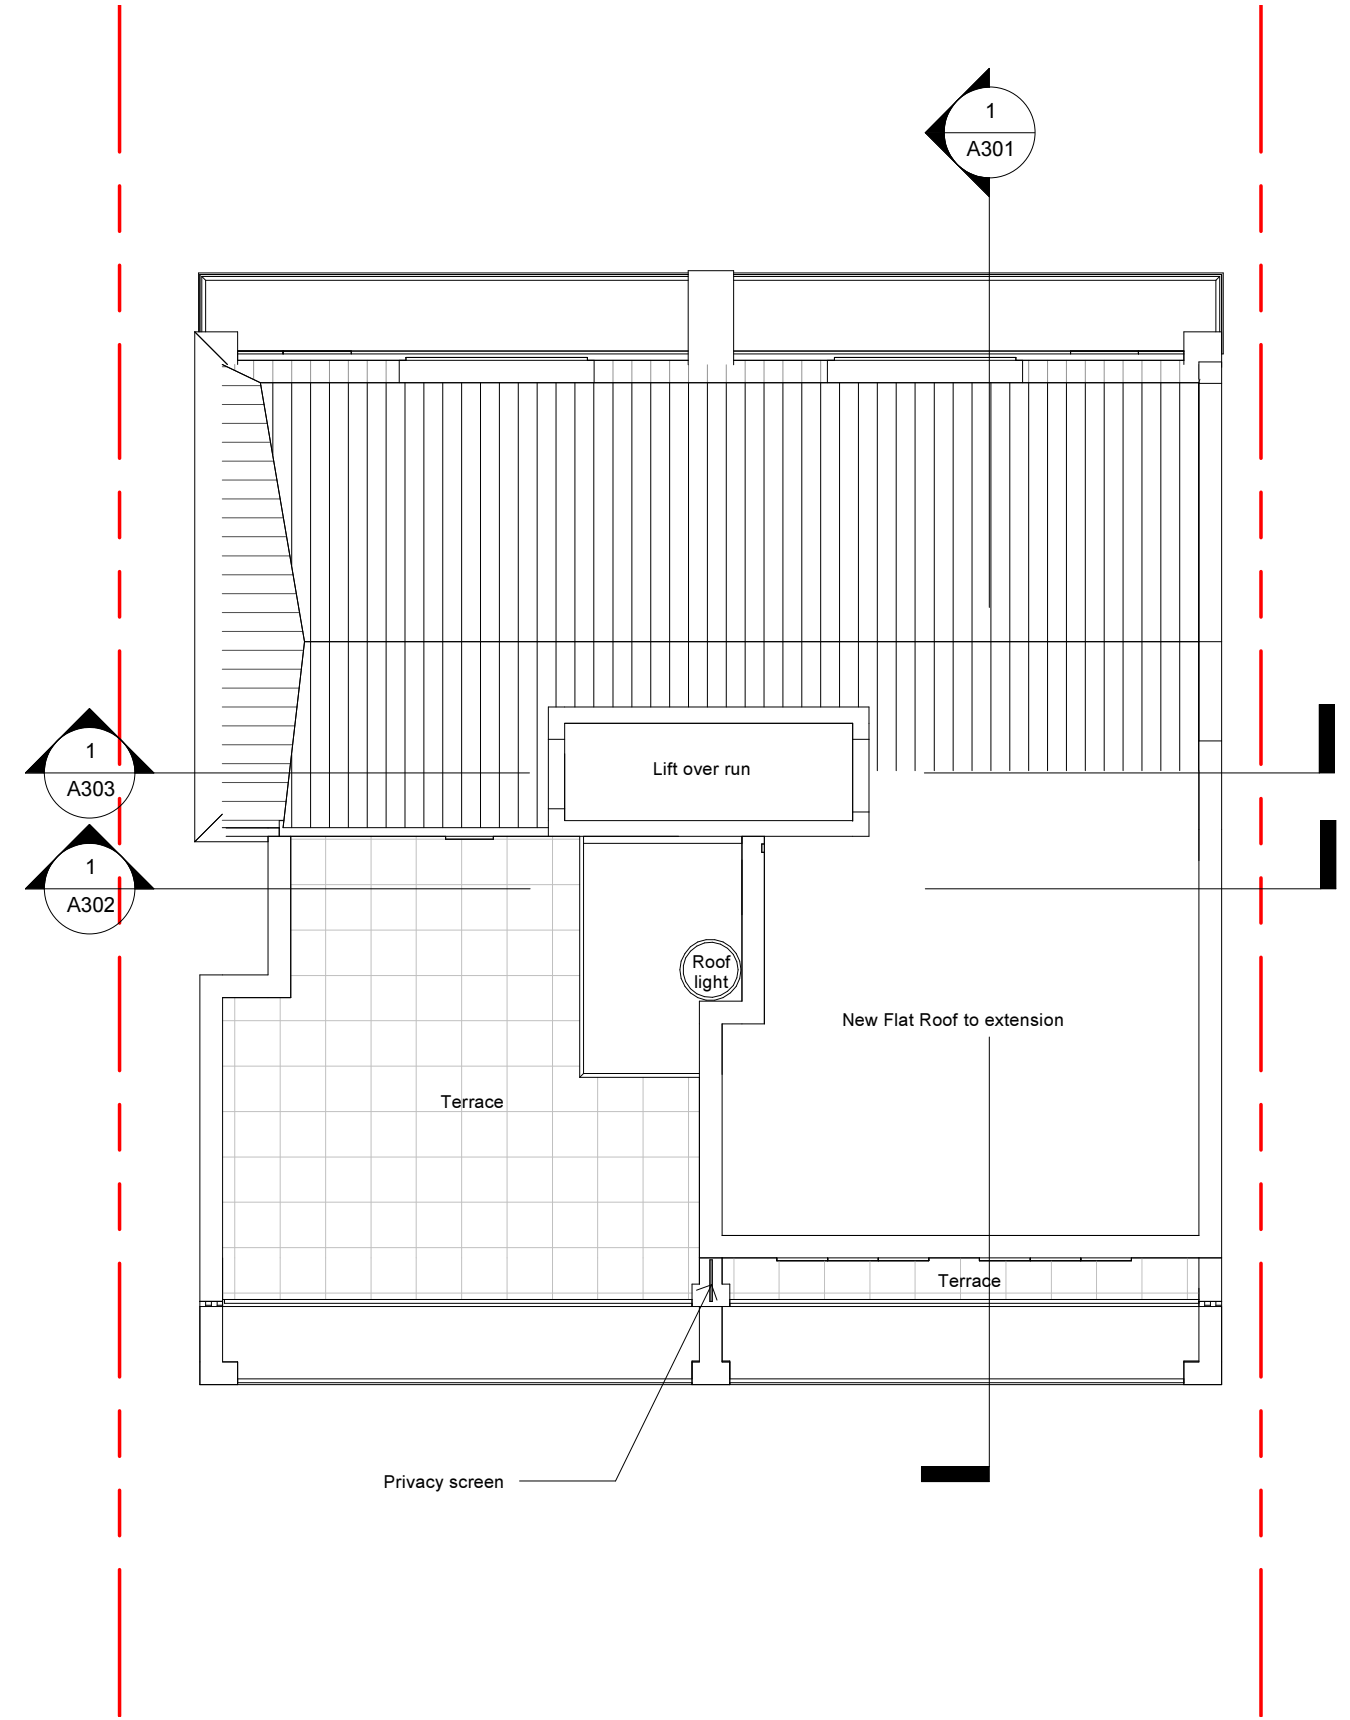 1
A301
1
A303
Lift over run
1
A302
Roof
light
New Flat Roof to extension
Terrace
Terrace
Privacy screen